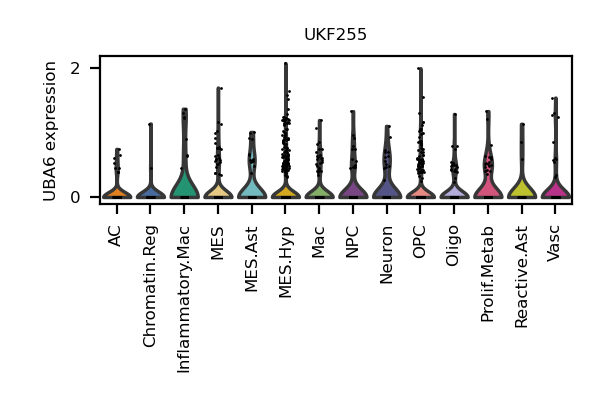 UKF255
UBA6 expression
2
0
AC
Chromatin.Reg
Inflammatory.Mac
MES
MES.Ast
MES.Hyp
Mac
NPC
Neuron
OPC
Oligo
Prolif.Metab
Reactive.Ast
Vasc